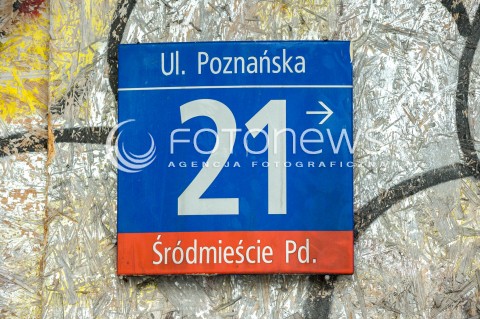 Ul. Poznańska
21 →
FOTONEWS
AGENCJA FOTOGRAFICZNA
Śródmieście Pd.